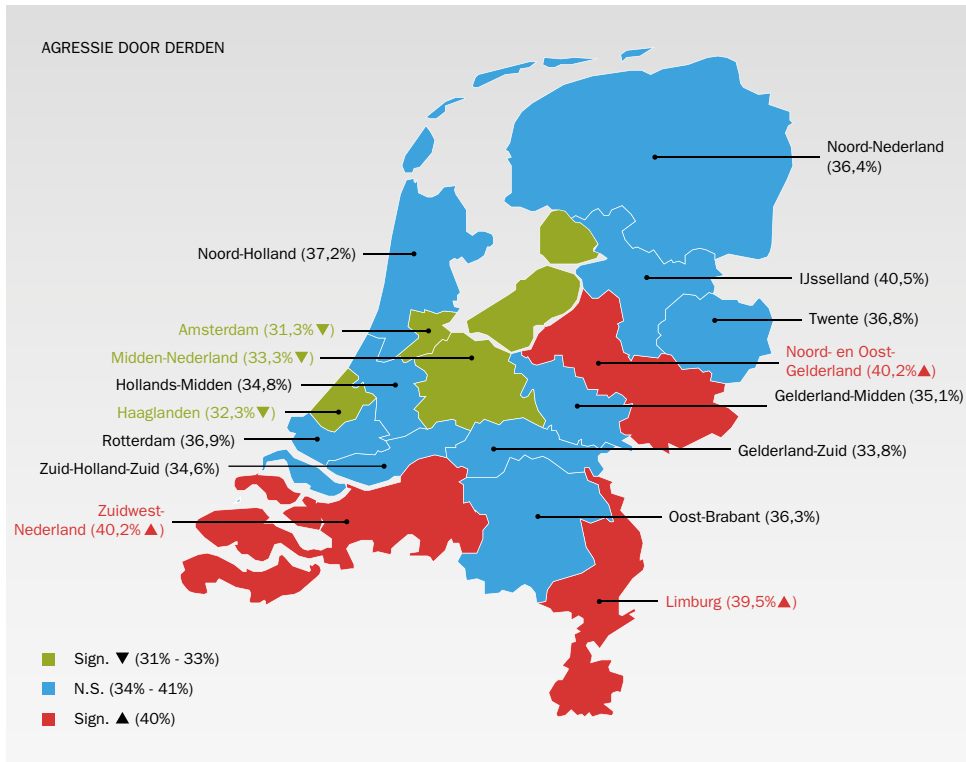 AGRESSIE DOOR DERDEN
Noord-Nederland
(36,4%)
Noord-Holland (37,2%)
IJsselland (40,5%)
Amsterdam (31,3%▼)
Twente (36,8%)
Midden-Nederland (33,3%▼)
Noord- en Oost-
Gelderland (40,2%▲)
Hollands-Midden (34,8%)
Gelderland-Midden (35,1%)
Haaglanden (32,3%▼)
Rotterdam (36,9%)
Gelderland-Zuid (33,8%)
Zuid-Holland-Zuid (34,6%)
Zuidwest-
Nederland (40,2% ▲)
Oost-Brabant (36,3%)
Limburg (39,5%▲)
Sign. ▼ (31% - 33%)
N.S. (34% - 41%)
Sign. ▲ (40%)